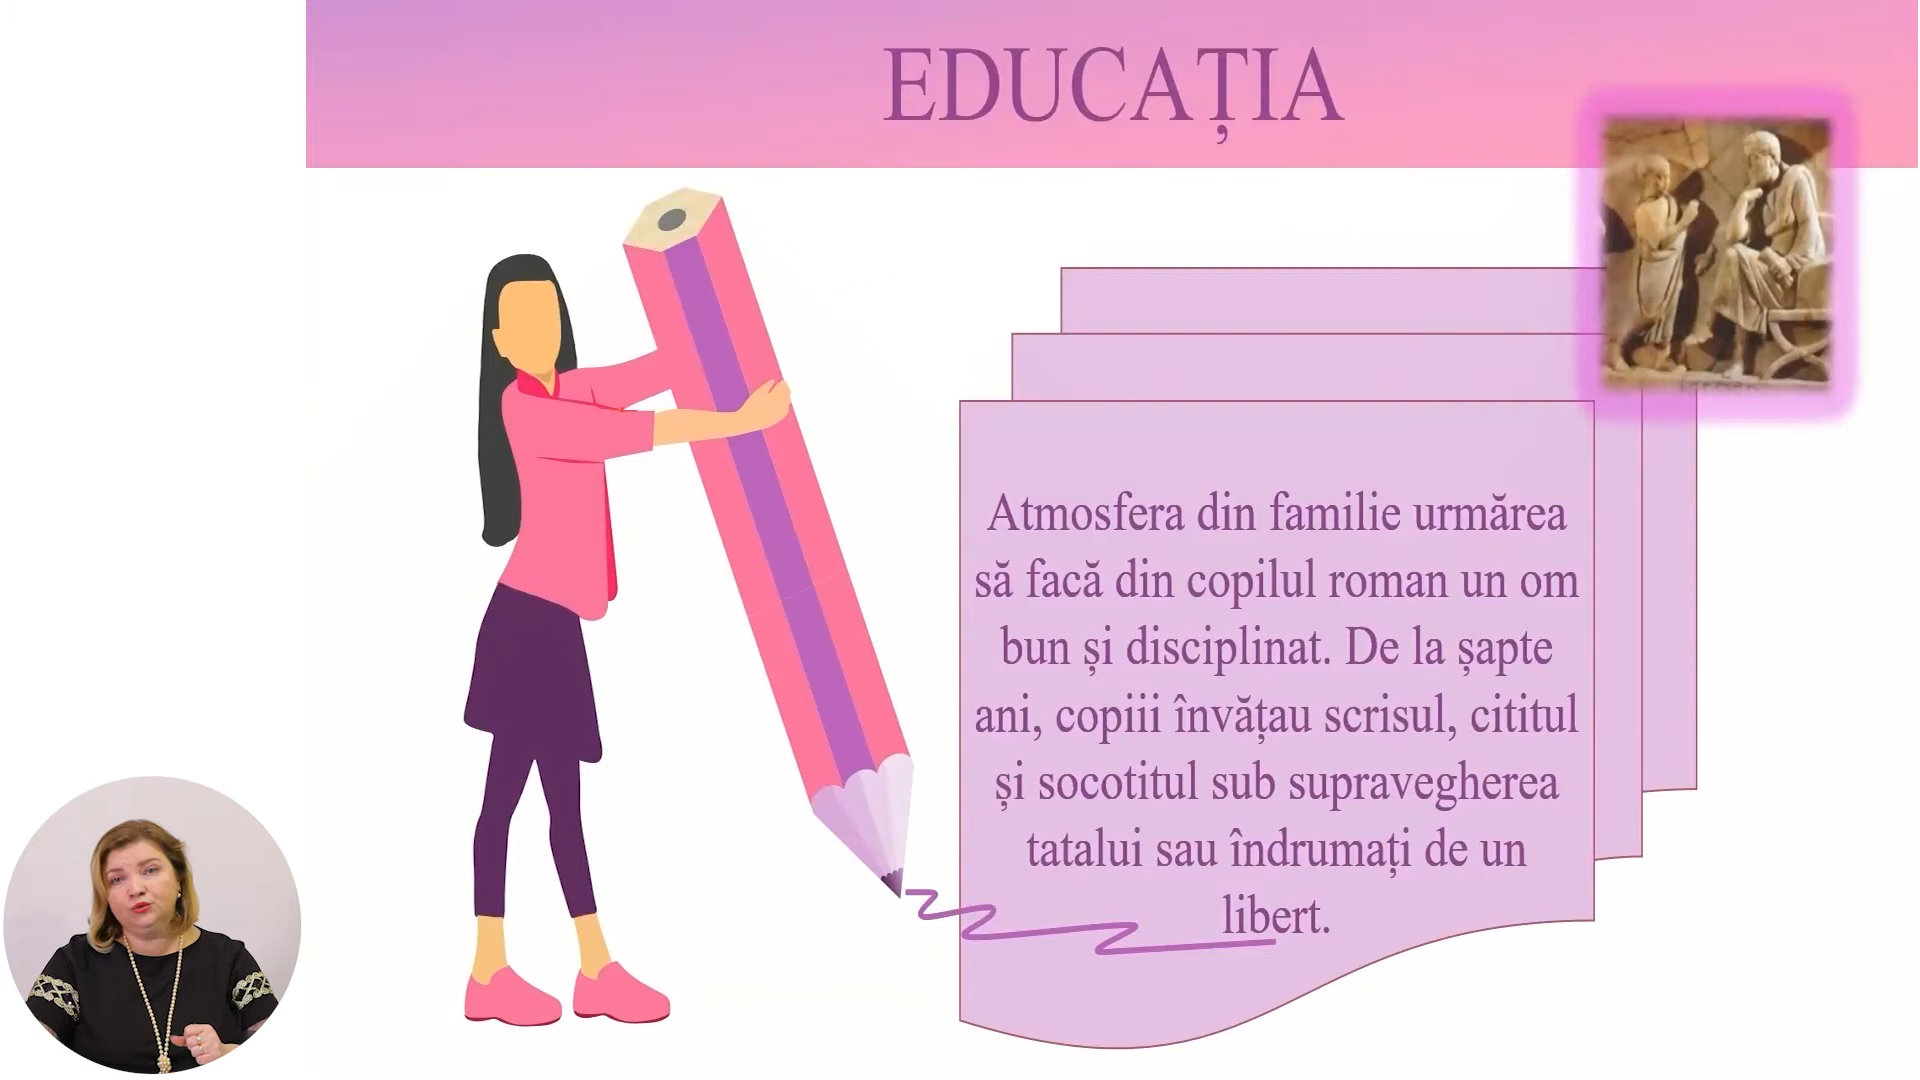 EDUCAȚIA
Atmosfera din familie urmărea
să facă din copilul roman un om
bun și disciplinat. De la șapte
ani, copiii învățau scrisul, cititul
și socotitul sub supravegherea
tatalui sau îndrumați de un
libert.